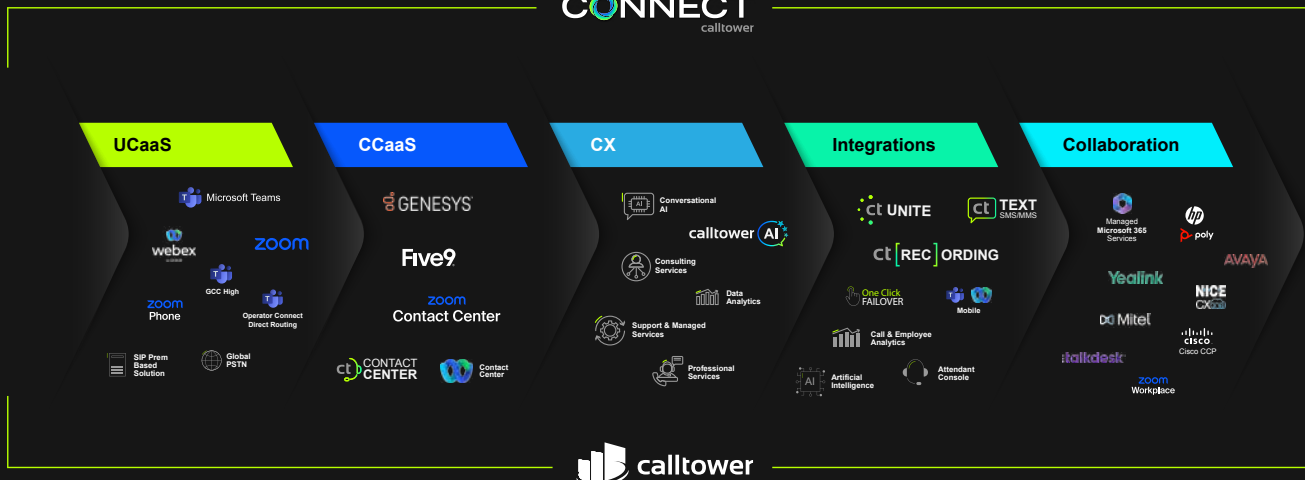 CONNECT
calltower
UCaaS
Microsoft Teams
webex
zoom
GCC High
zoom
Phone
Operator Connect
Direct Routing
SIP Prem
Based
Solution
Global
PSTN
CCaaS
GENESYS
Five9
zoom
Contact Center
ct CONTACT
CENTER
Contact
Center
CX
AI
Conversational
AI
calltower AI
Consulting
Services
Data
Analytics
Support & Managed
Services
Professional
Services
Integrations
ct UNITE
ct TEXT
SMS/MMS
ct[REC]ORDING
One Click
FAILOVER
Mobile
Call & Employee
Analytics
AI
Artificial
Intelligence
Attendant
Console
Collaboration
Managed
Microsoft 365
Services
hp
poly
AVAYA
Yealink
NICE
CXone
Mitel
cisco
Cisco CCP
talkdesk
zoom
Workplace
calltower